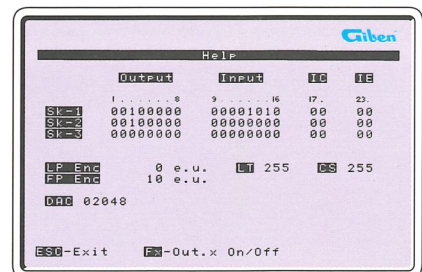 Giben
Help
Output Input IC IE
1.......8 9.......16 17. 23.
Sk-1 00100000 00001010 00 00
Sk-2 00100000 00000000 00 00
Sk-3 00000000 00000000 00 00
LP Enc 0 e.u. LT 255 CS 255
FP Enc 10 e.u.
DAC 02048
ESC-Exit Fx-Out.x On/Off